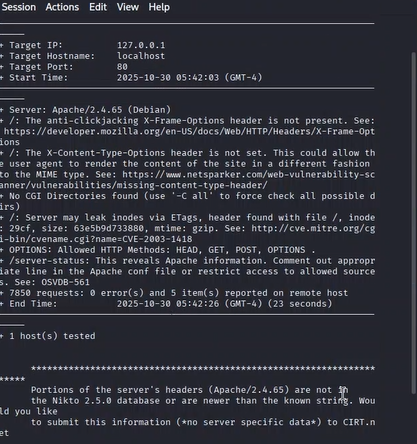 Session Actions Edit View Help
+ Target IP: 127.0.0.1
+ Target Hostname: localhost
+ Target Port: 80
+ Start Time: 2025-10-30 05:42:03 (GMT-4)
+ Server: Apache/2.4.65 (Debian)
+ /: The anti-clickjacking X-Frame-Options header is not present. See:
https://developer.mozilla.org/en-US/docs/Web/HTTP/Headers/X-Frame-Opt
ions
+ /: The X-Content-Type-Options header is not set. This could allow th
e user agent to render the content of the site in a different fashion
to the MIME type. See: https://www.netsparker.com/web-vulnerability-sc
anner/vulnerabilities/missing-content-type-header/
+ No CGI Directories found (use '-C all' to force check all possible d
irs)
+ /: Server may leak inodes via ETags, header found with file /, inode
: 29cf, size: 63e5b9d733880, mtime: gzip. See: http://cve.mitre.org/cg
i-bin/cvename.cgi?name=CVE-2003-1418
+ OPTIONS: Allowed HTTP Methods: HEAD, GET, POST, OPTIONS .
+ /server-status: This reveals Apache information. Comment out appropr
iate line in the Apache conf file or restrict access to allowed source
s. See: OSVDB-561
+ 7850 requests: 0 error(s) and 5 item(s) reported on remote host
+ End Time: 2025-10-30 05:42:26 (GMT-4) (23 seconds)
+ 1 host(s) tested
*********************************************************************
*****
Portions of the server's headers (Apache/2.4.65) are not in
the Nikto 2.5.0 database or are newer than the known string. Wou
ld you like
to submit this information (*no server specific data*) to CIRT.n
et